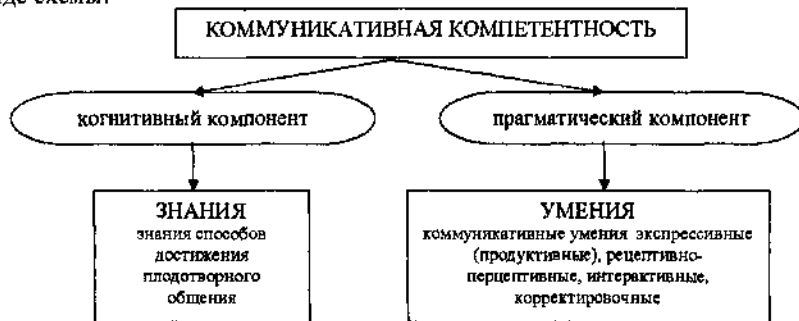 де схемы:
КОММУНИКАТИВНАЯ КОМПЕТЕНТНОСТЬ
когнитивный компонент
прагматический компонент
ЗНАНИЯ
знания способов
достижения
плодотворного
общения
УМЕНИЯ
коммуникативные умения экспрессивные
(продуктивные), рецептивно-
перцептивные, интерактивные,
корректировочные